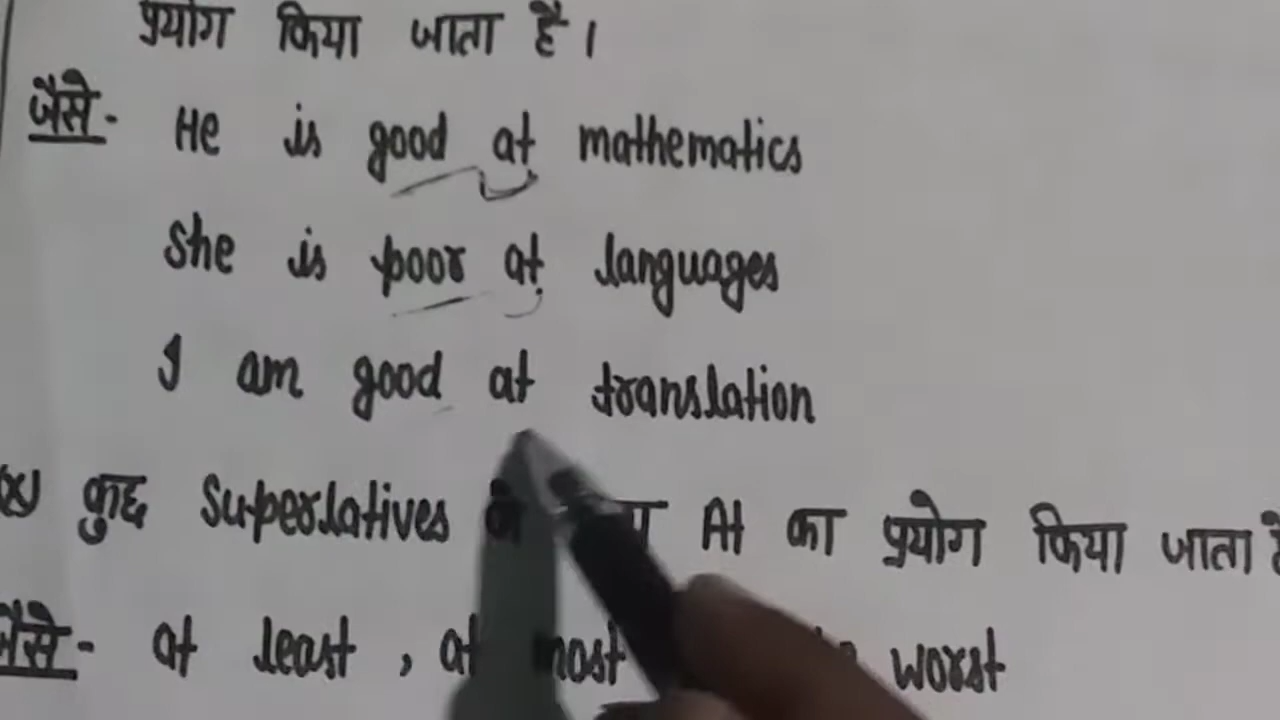 प्रयोग किया जाता है।
जैसे- He is good at mathematics
She is poor at languages
I am good at translation
कुछ Superlatives At का प्रयोग किया जाता
जैसे- at least, at most worst